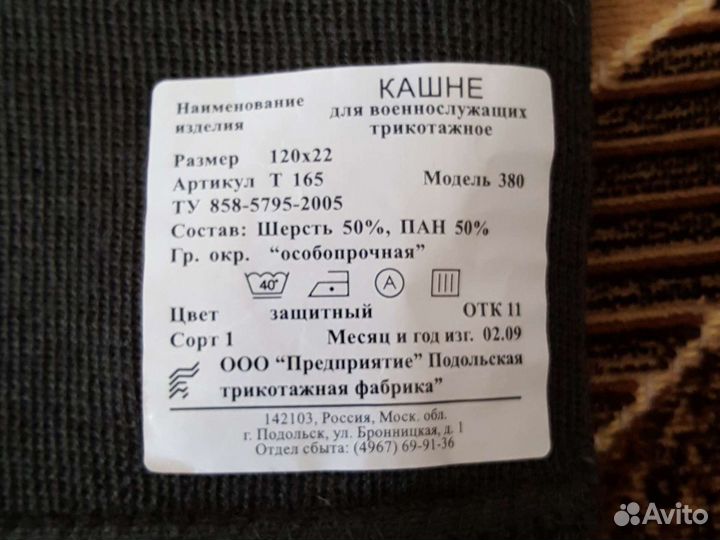 Наименование изделия
КАШНЕ
для военнослужащих
трикотажное
Размер 120х22
Артикул Т 165 Модель 380
ТУ 858-5795-2005
Состав: Шерсть 50%, ПАН 50%
Гр. окр. “особопрочная”
40° А
Цвет защитный ОТК 11
Сорт 1 Месяц и год изг. 02.09
ООО “Предприятие” Подольская
трикотажная фабрика”
142103, Россия, Моск. обл.
г. Подольск, ул. Бронницкая, д. 1
Отдел сбыта: (4967) 69-91-36
Avito